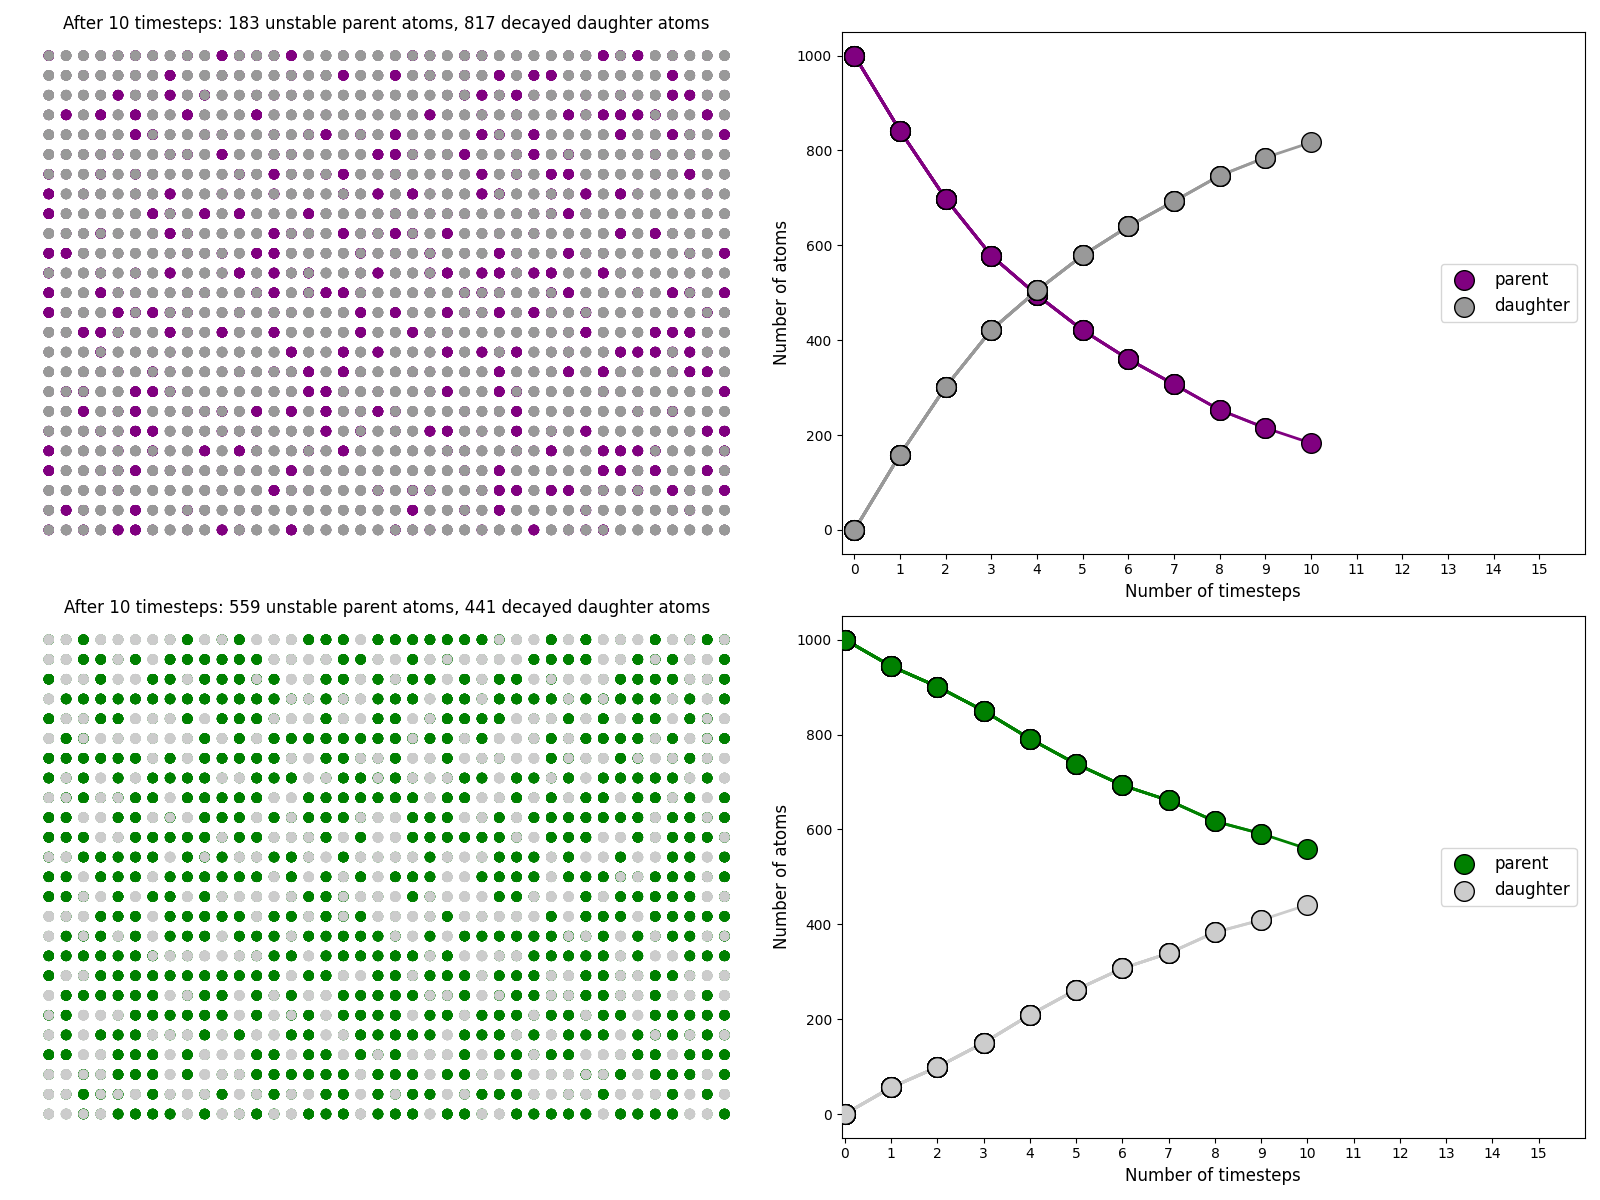 After 10 timesteps: 183 unstable parent atoms, 817 decayed daughter atoms
1000
800
600
400
200
0
Number of atoms
parent
daughter
0 1 2 3 4 5 6 7 8 9 10 11 12 13 14 15
Number of timesteps
After 10 timesteps: 559 unstable parent atoms, 441 decayed daughter atoms
1000
800
600
400
200
0
Number of atoms
parent
daughter
0 1 2 3 4 5 6 7 8 9 10 11 12 13 14 15
Number of timesteps